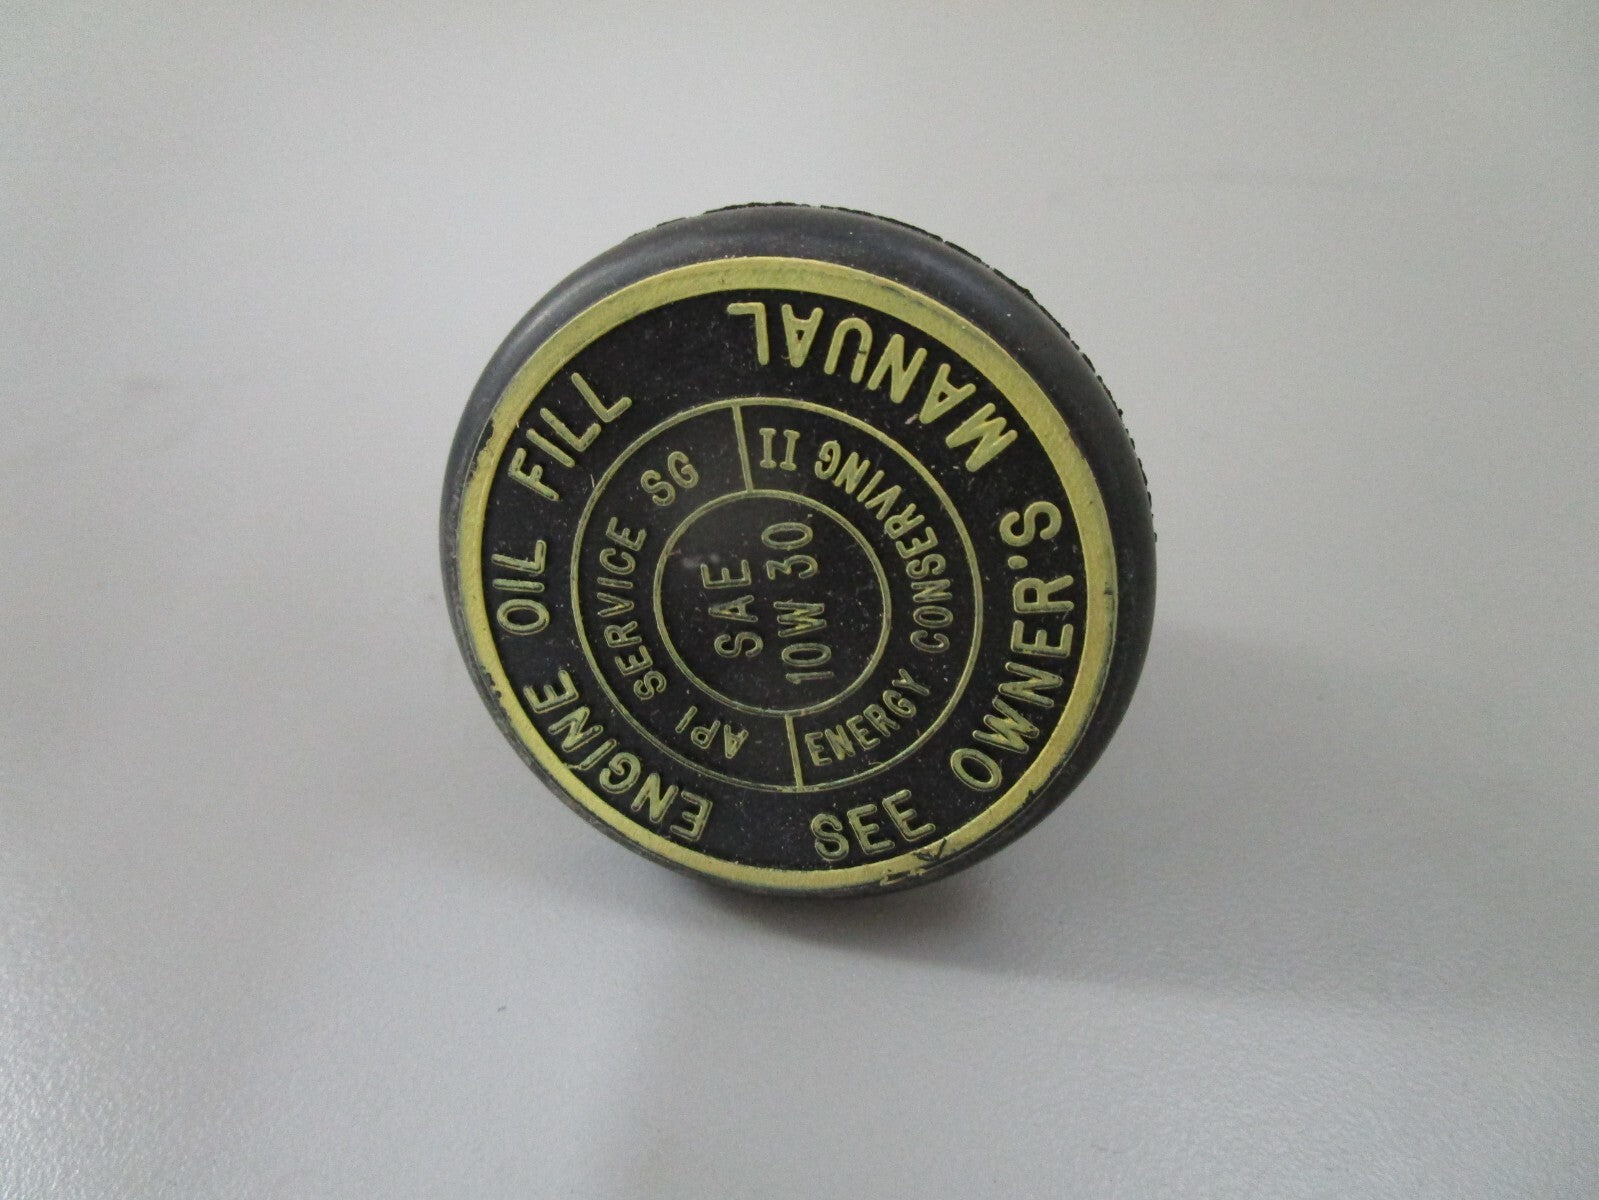 ENGINE OIL FILL
SEE OWNER'S MANUAL
API SERVICE SG
ENERGY CONSERVING II
SAE
10W 30